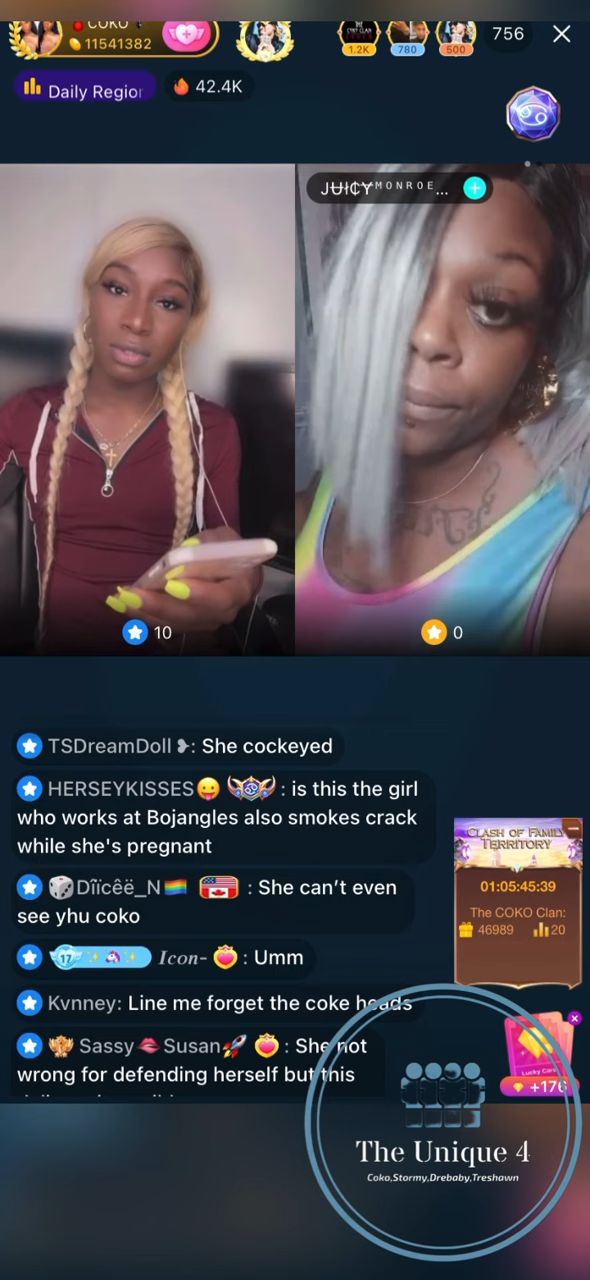 COKO
11541382
1.2K
780
500
756
Daily Region
42.4K
JUICY MONROE...
10
0
TSDreamDoll ❥: She cockeyed
HERSEYKISSES😛 : is this the girl
who works at Bojangles also smokes crack
while she's pregnant
🎲Dîïcêë_N🏳️‍🌈 : She can't even
see yhu coko
17 Icon- : Umm
Kvnney: Line me forget the coke heads
Sassy💋Susan🚀 : She not
wrong for defending herself but this
CLASH OF FAMILY
TERRITORY
01:05:45:39
The COKO Clan:
46989 20
Lucky Card
+176
The Unique 4
Coko,Stormy,Drebaby,Treshawn